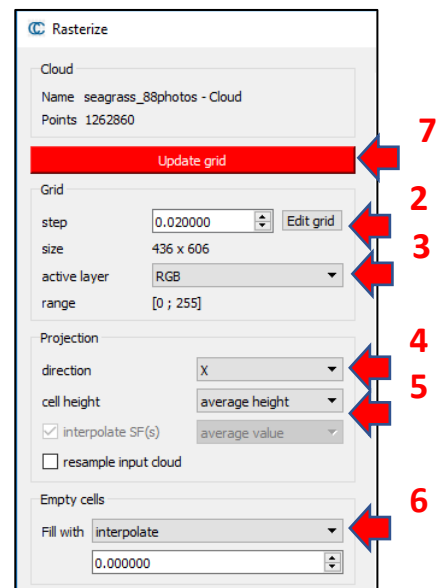 Rasterize
Cloud
Name seagrass_88photos - Cloud
Points 1262860
7
Update grid
Grid
2
step 0.020000 Edit grid
3
size 436 x 606
active layer RGB
range [0 ; 255]
Projection
4
direction X
5
cell height average height
interpolate SF(s) average value
resample input cloud
Empty cells
6
Fill with interpolate
0.000000